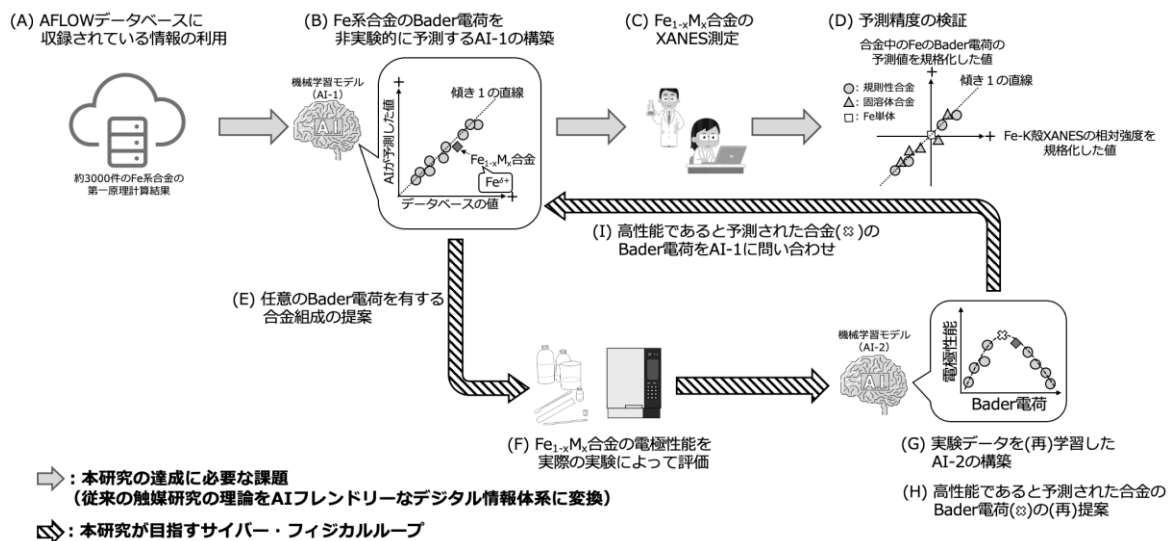 (A) AFLOWデータベースに
収録されている情報の利用
約3000件のFe系合金の
第一原理計算結果
(B) Fe系合金のBader電荷を
非実験的に予測するAI-1の構築
機械学習モデル
(AI-1)
AI
+
傾き1の直線
AIが予測した値
Fe1-xMx合金
Feδ+
データベースの値
+
(C) Fe1-xMx合金の
XANES測定
(D) 予測精度の検証
合金中のFeのBader電荷の
予測値を規格化した値
+
傾き1の直線
: 規則性合金
: 固溶体合金
: Fe単体
+
Fe-K殻XANESの相対強度を
規格化した値
(I) 高性能であると予測された合金(※)の
Bader電荷をAI-1に問い合わせ
(E) 任意のBader電荷を有する
合金組成の提案
(F) Fe1-xMx合金の電極性能を
実際の実験によって評価
機械学習モデル
(AI-2)
AI
電極性能
Bader電荷
(G) 実験データを(再)学習した
AI-2の構築
(H) 高性能であると予測された合金の
Bader電荷(※)の(再)提案
: 本研究の達成に必要な課題
(従来の触媒研究の理論をAIフレンドリーなデジタル情報体系に変換)
: 本研究が目指すサイバー・フィジカルループ